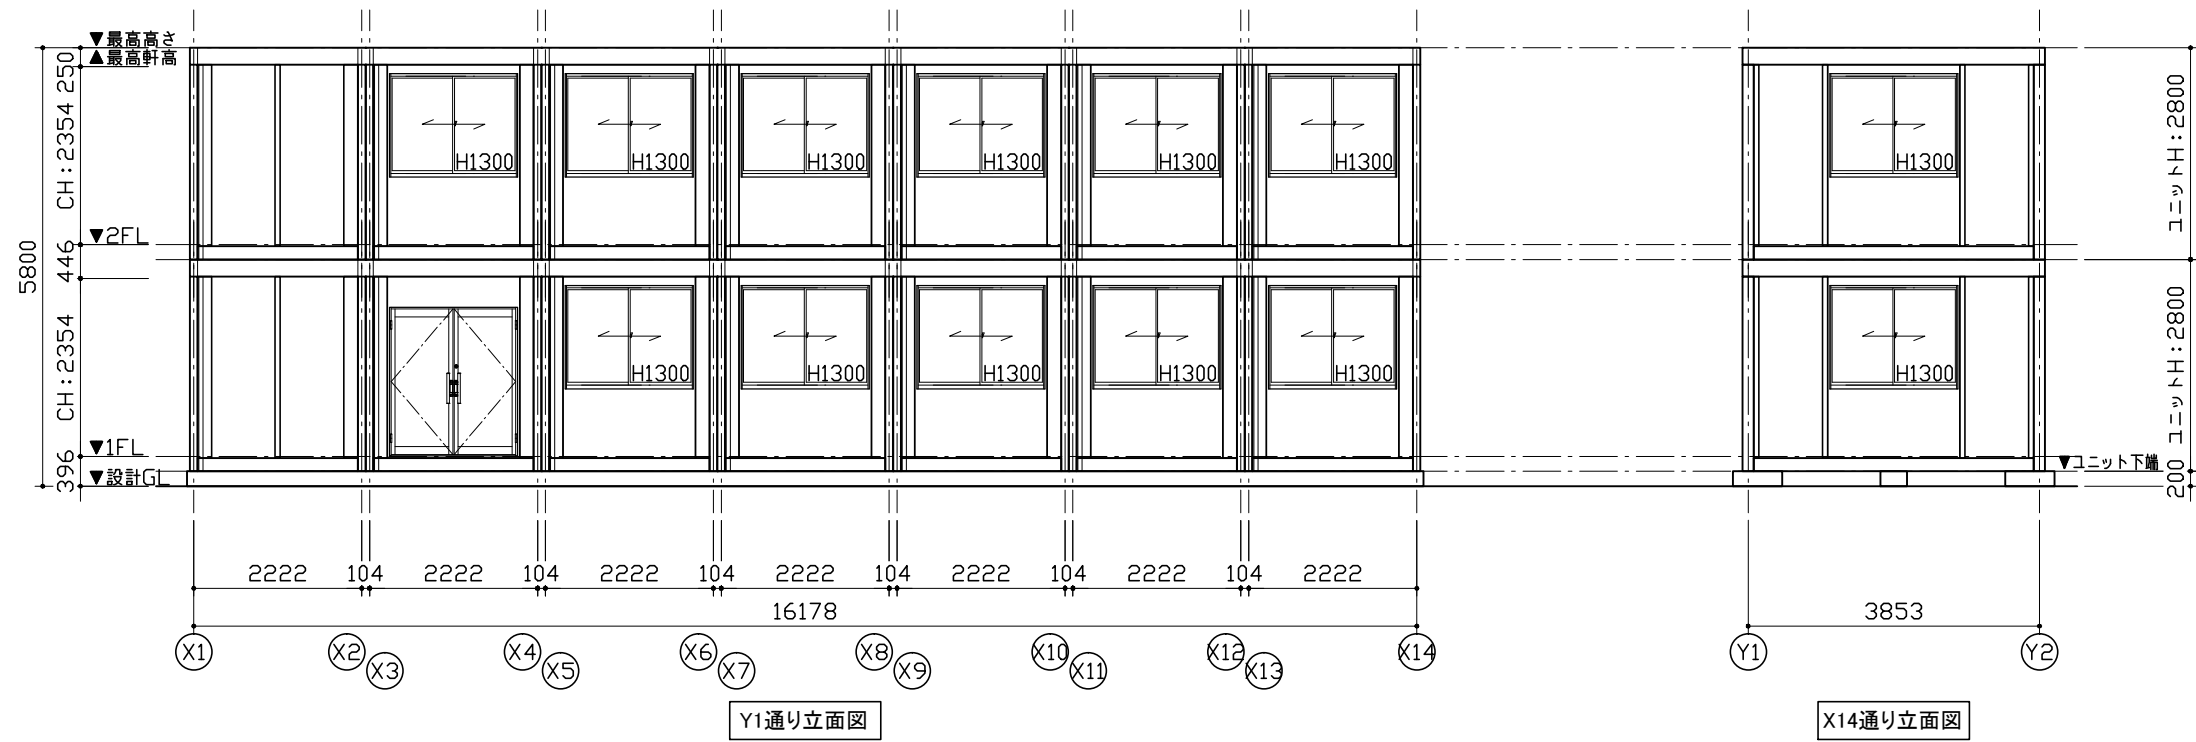 ▼最高高さ
▲最高軒高
250
CH:2354
▼2FL
446
5800
CH:2354
▼1FL
396
▼設計GL
H1300 H1300 H1300 H1300 H1300 H1300
H1300 H1300 H1300 H1300 H1300
2222 104 2222 104 2222 104 2222 104 2222 104 2222 104 2222
16178
X1 X2 X3 X4 X5 X6 X7 X8 X9 X10 X11 X12 X13 X14
Y1通り立面図
H1300
H1300
ユニットH:2800
ユニットH:2800
▼ユニット下端
200
3853
Y1 Y2
X14通り立面図